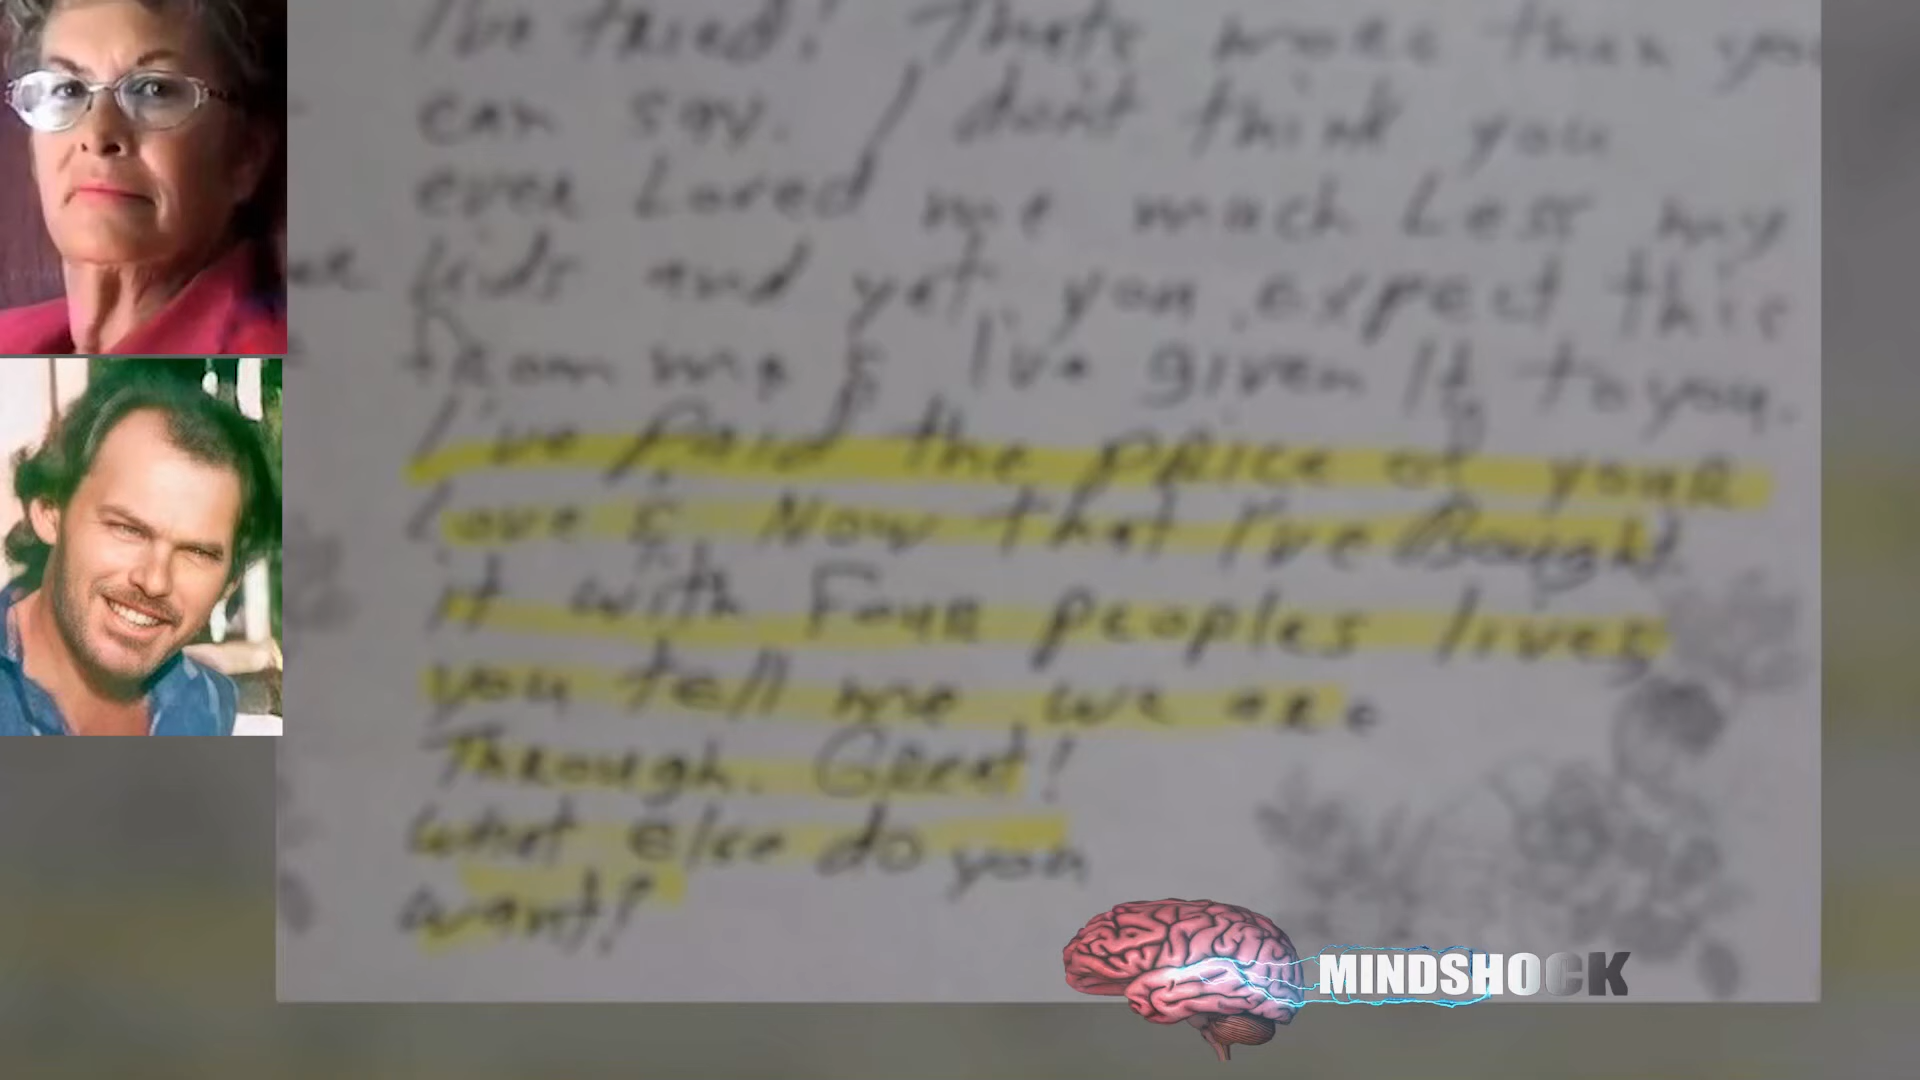 I've tried! Thats more than you
can say. I don't think you
ever Loved me much Less my
kids and yet you expect this
from me & I've given It to you.
I've paid the price of your
Love & Now that I've Bought
it with Four peoples lives
you tell me we are
Through. Great!
what else do you
want?
MINDSHOCK